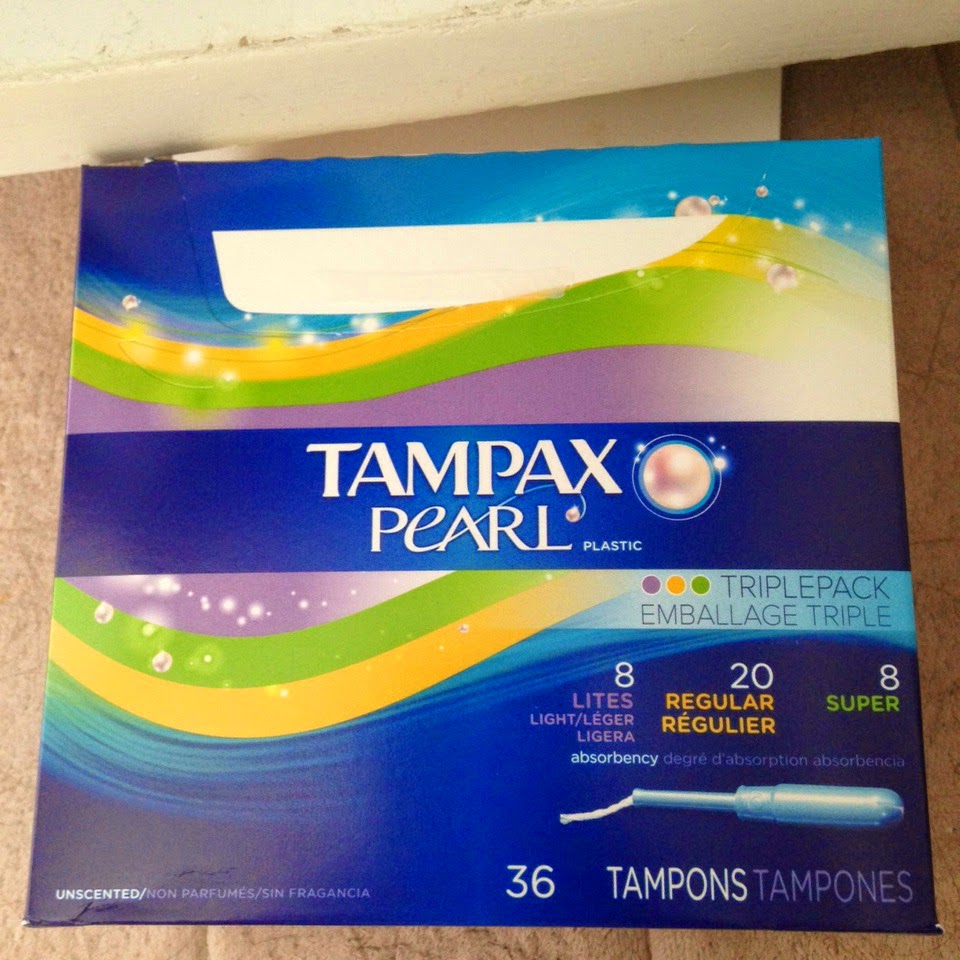 TAMPAX
PEARL PLASTIC
TRIPLEPACK
EMBALLAGE TRIPLE
8
LITES
LIGHT/LÉGER
LIGERA
20
REGULAR
RÉGULIER
8
SUPER
absorbency degré d'absorption absorbencia
UNSCENTED/NON PARFUMÉS/SIN FRAGANCIA
36 TAMPONS TAMPONES